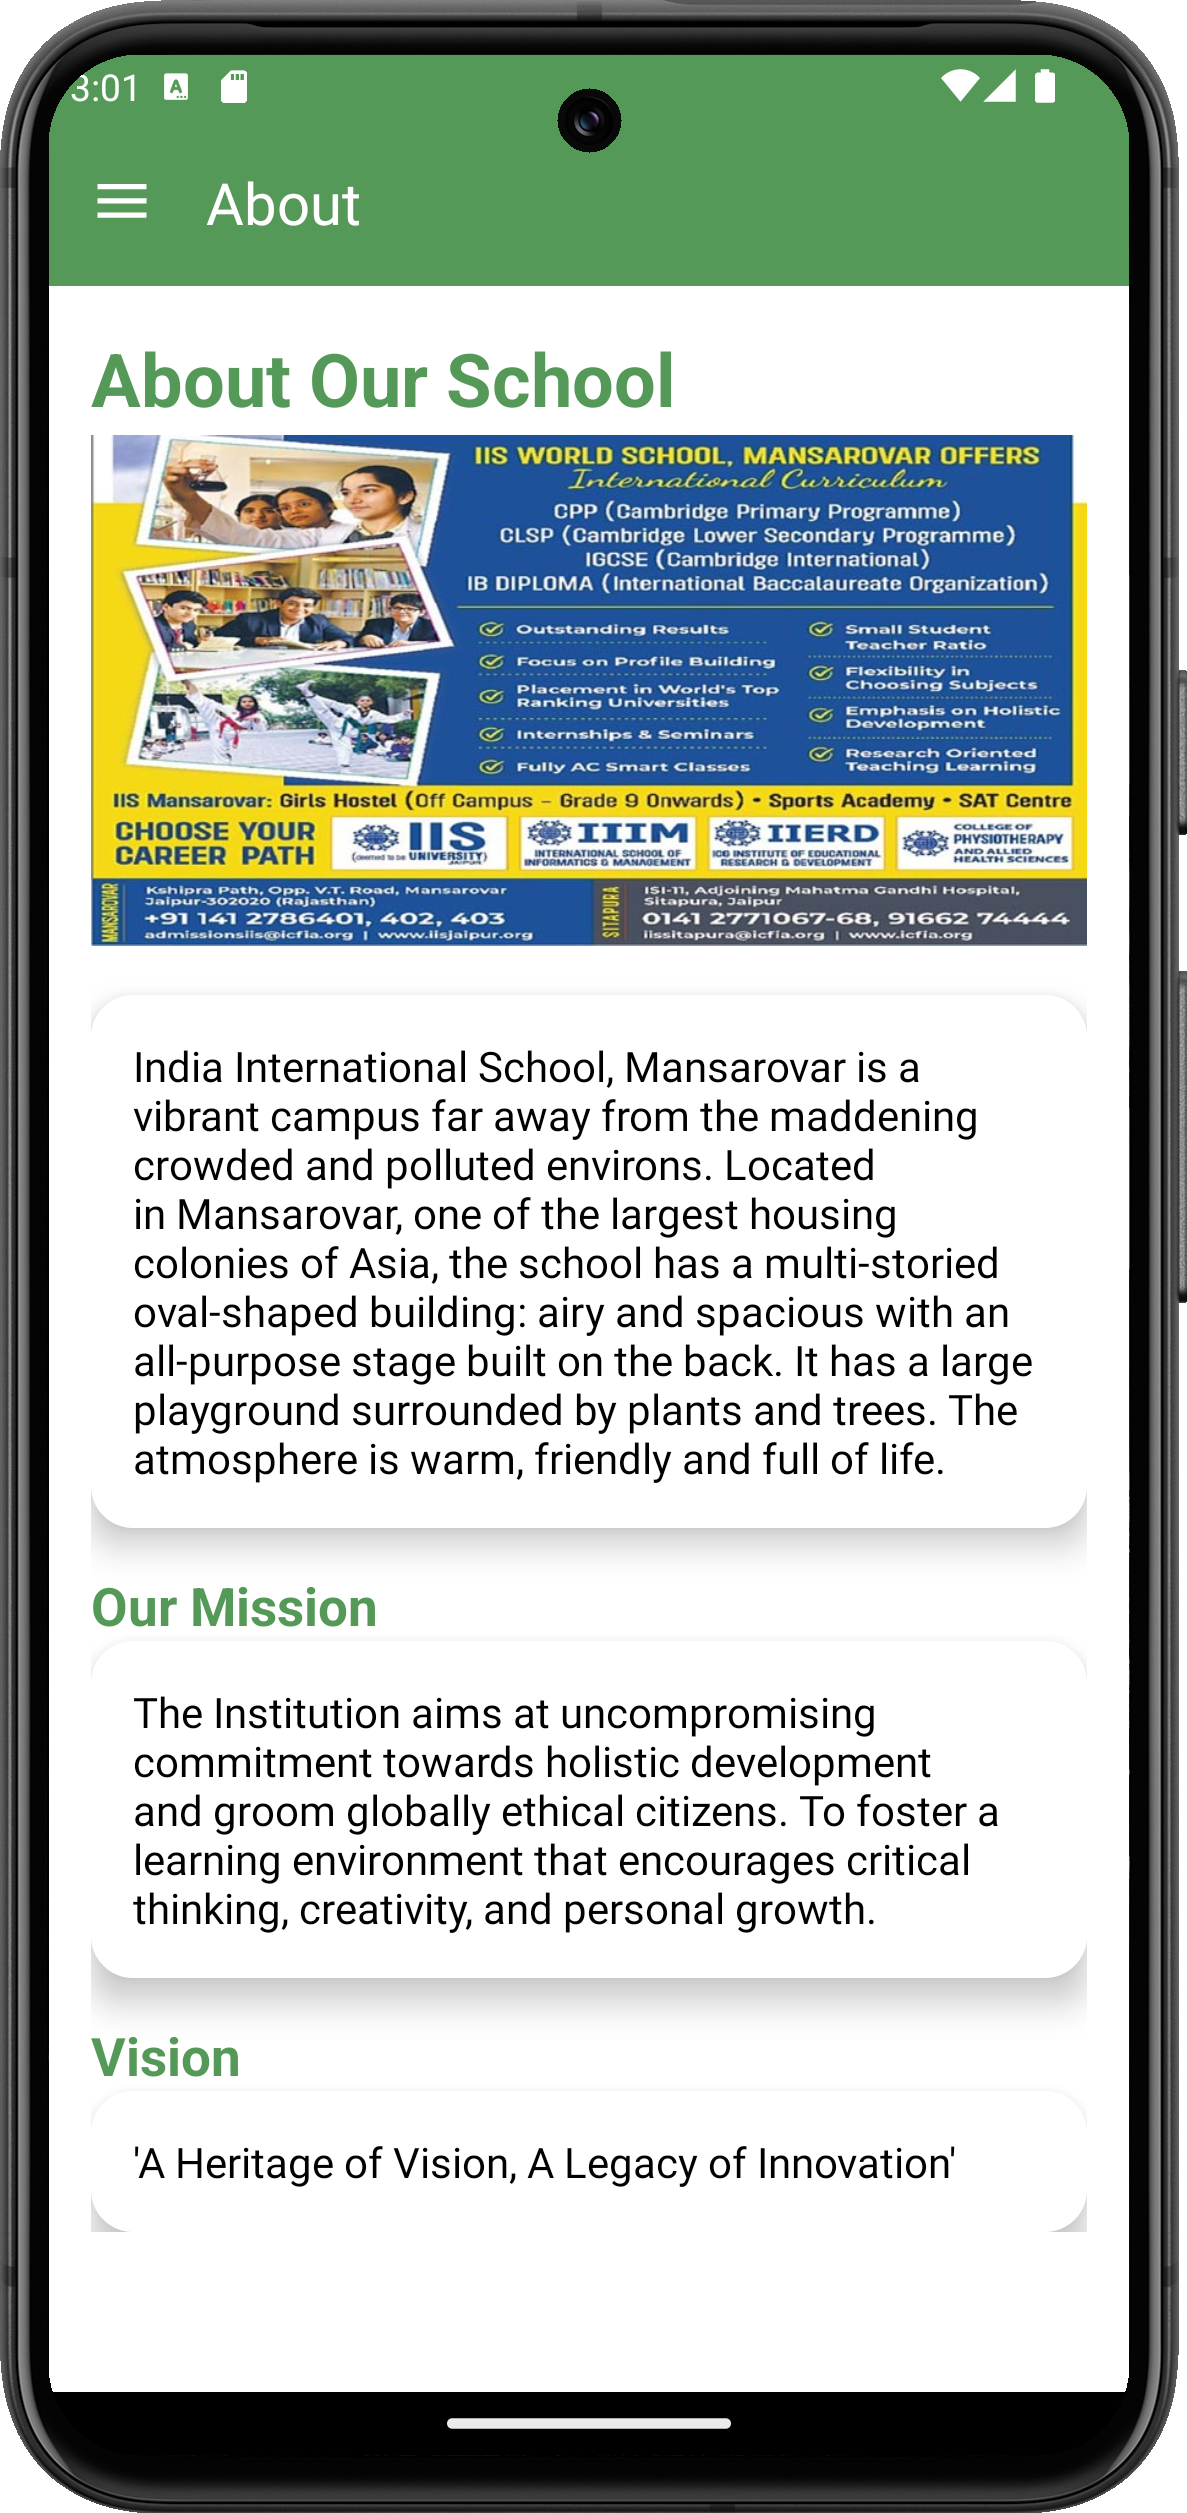 3:01
About
About Our School
IIS WORLD SCHOOL, MANSAROVAR OFFERS
International Curriculum
CPP (Cambridge Primary Programme)
CLSP (Cambridge Lower Secondary Programme)
IGCSE (Cambridge International)
IB DIPLOMA (International Baccalaureate Organization)
Outstanding Results
Focus on Profile Building
Placement in World's Top
Ranking Universities
Internships & Seminars
Fully AC Smart Classes
Small Student
Teacher Ratio
Flexibility in
Choosing Subjects
Emphasis on Holistic
Development
Research Oriented
Teaching Learning
IIS Mansarovar: Girls Hostel (Off Campus – Grade 9 Onwards) • Sports Academy • SAT Centre
CHOOSE YOUR
CAREER PATH
IIS
(deemed to be UNIVERSITY)
JAIPUR
IIIM
INTERNATIONAL SCHOOL OF
INFORMATICS & MANAGEMENT
IIERD
ICG INSTITUTE OF EDUCATIONAL
RESEARCH & DEVELOPMENT
COLLEGE OF
PHYSIOTHERAPY
AND ALLIED
HEALTH SCIENCES
MANSAROVAR
Kshipra Path, Opp. V.T. Road, Mansarovar
Jaipur-302020 (Rajasthan)
+91 141 2786401, 402, 403
admissionsiis@icfia.org | www.iisjaipur.org
SITAPURA
ISI-11, Adjoining Mahatma Gandhi Hospital,
Sitapura, Jaipur
0141 2771067-68, 91662 74444
iissitapura@icfia.org | www.icfia.org
India International School, Mansarovar is a
vibrant campus far away from the maddening
crowded and polluted environs. Located
in Mansarovar, one of the largest housing
colonies of Asia, the school has a multi-storied
oval-shaped building: airy and spacious with an
all-purpose stage built on the back. It has a large
playground surrounded by plants and trees. The
atmosphere is warm, friendly and full of life.
Our Mission
The Institution aims at uncompromising
commitment towards holistic development
and groom globally ethical citizens. To foster a
learning environment that encourages critical
thinking, creativity, and personal growth.
Vision
'A Heritage of Vision, A Legacy of Innovation'